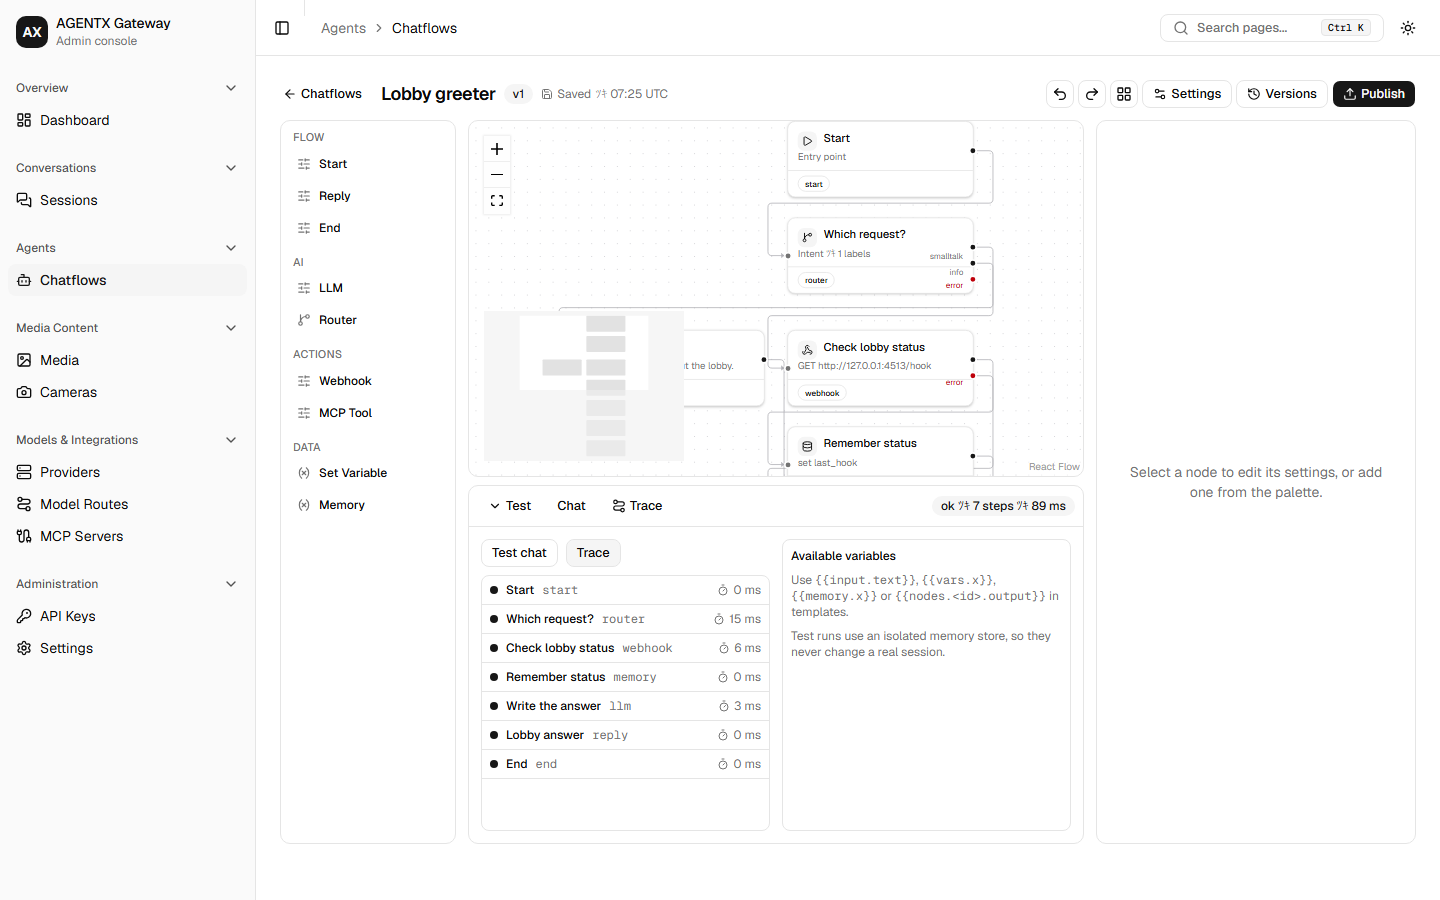 AX
AGENTX Gateway
Admin console
Overview
Dashboard
Conversations
Sessions
Agents
Chatflows
Media Content
Media
Cameras
Models & Integrations
Providers
Model Routes
MCP Servers
Administration
API Keys
Settings
Agents > Chatflows
Search pages...
Ctrl K
Chatflows
Lobby greeter
v1
Saved ﾂｷ 07:25 UTC
Settings
Versions
Publish
FLOW
Start
Reply
End
AI
LLM
Router
ACTIONS
Webhook
MCP Tool
DATA
Set Variable
Memory
Start
Entry point
start
Which request?
Intent ﾂｷ 1 labels
smalltalk
info
router
error
t the lobby.
Check lobby status
GET http://127.0.0.1:4513/hook
error
webhook
Remember status
set last_hook
React Flow
Test
Chat
Trace
ok ﾂｷ 7 steps ﾂｷ 89 ms
Test chat
Trace
Start start 0 ms
Which request? router 15 ms
Check lobby status webhook 6 ms
Remember status memory 0 ms
Write the answer llm 3 ms
Lobby answer reply 0 ms
End end 0 ms
Available variables
Use {{input.text}}, {{vars.x}},
{{memory.x}} or {{nodes.<id>.output}} in
templates.
Test runs use an isolated memory store, so they
never change a real session.
Select a node to edit its settings, or add
one from the palette.